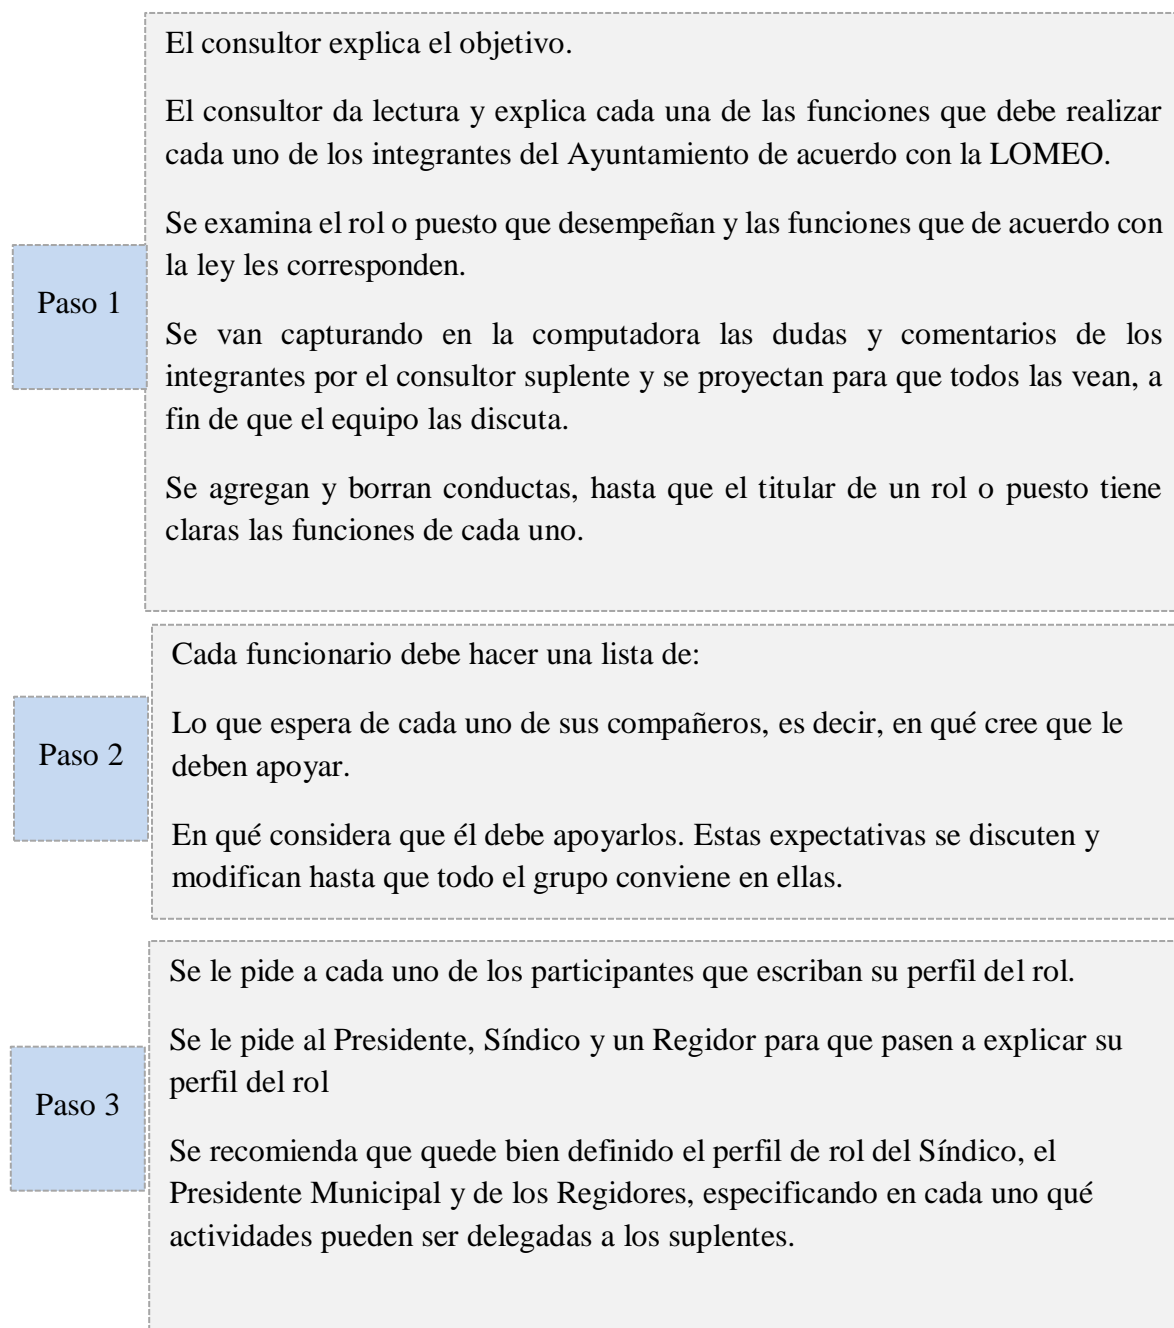 El consultor explica el objetivo.
El consultor da lectura y explica cada una de las funciones que debe realizar
cada uno de los integrantes del Ayuntamiento de acuerdo con la LOMEO.
Se examina el rol o puesto que desempeñan y las funciones que de acuerdo con
la ley les corresponden.
Paso 1
Se van capturando en la computadora las dudas y comentarios de los
integrantes por el consultor suplente y se proyectan para que todos las vean, a
fin de que el equipo las discuta.
Se agregan y borran conductas, hasta que el titular de un rol o puesto tiene
claras las funciones de cada uno.
Cada funcionario debe hacer una lista de:
Lo que espera de cada uno de sus compañeros, es decir, en qué cree que le
deben apoyar.
Paso 2
En qué considera que él debe apoyarlos. Estas expectativas se discuten y
modifican hasta que todo el grupo conviene en ellas.
Se le pide a cada uno de los participantes que escriban su perfil del rol.
Se le pide al Presidente, Síndico y un Regidor para que pasen a explicar su
perfil del rol
Paso 3
Se recomienda que quede bien definido el perfil de rol del Síndico, el
Presidente Municipal y de los Regidores, especificando en cada uno qué
actividades pueden ser delegadas a los suplentes.